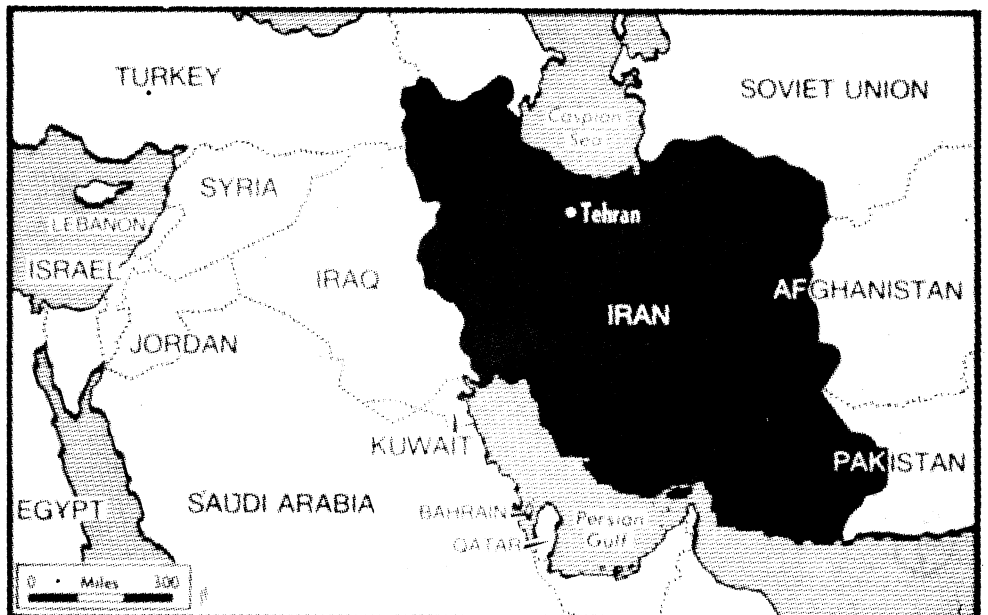 TURKEY
SOVIET UNION
Caspian
Sea
SYRIA
Tehran
LEBANON
ISRAEL
IRAQ
AFGHANISTAN
IRAN
JORDAN
KUWAIT
PAKISTAN
EGYPT
SAUDI ARABIA
BAHRAIN
Persian
Gulf
QATAR
0 Miles 300